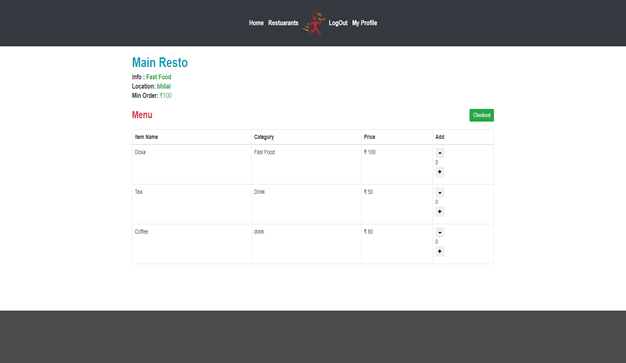 Home Restuarants LogOut My Profile
Main Resto
Info : Fast Food
Location: bhilai
Min Order: ₹100
Menu
Checkout
Item Name Category Price Add
Dosa Fast Food ₹ 100 -
0
+
Tea Drink ₹ 50 -
0
+
Coffee drink ₹ 80 -
0
+